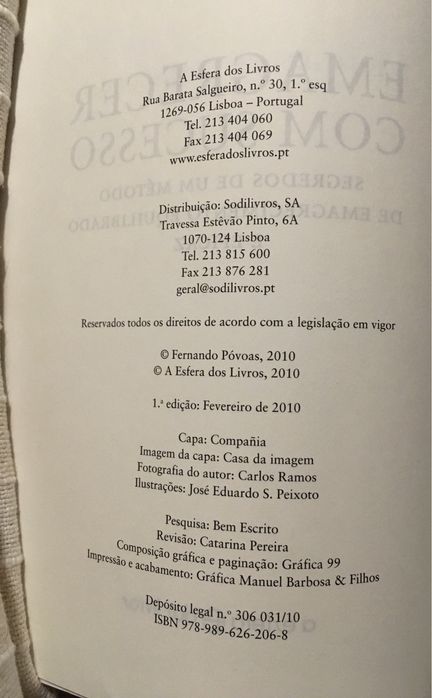 A Esfera dos Livros
Rua Barata Salgueiro, n.º 30, 1.º esq
1269-056 Lisboa – Portugal
Tel. 213 404 060
Fax 213 404 069
www.esferadoslivros.pt
Distribuição: Sodilivros, SA
Travessa Estêvão Pinto, 6A
1070-124 Lisboa
Tel. 213 815 600
Fax 213 876 281
geral@sodilivros.pt
Reservados todos os direitos de acordo com a legislação em vigor
© Fernando Póvoas, 2010
© A Esfera dos Livros, 2010
1.ª edição: Fevereiro de 2010
Capa: Compañia
Imagem da capa: Casa da imagem
Fotografia do autor: Carlos Ramos
Ilustrações: José Eduardo S. Peixoto
Pesquisa: Bem Escrito
Revisão: Catarina Pereira
Composição gráfica e paginação: Gráfica 99
Impressão e acabamento: Gráfica Manuel Barbosa & Filhos
Depósito legal n.º 306 031/10
ISBN 978-989-626-206-8